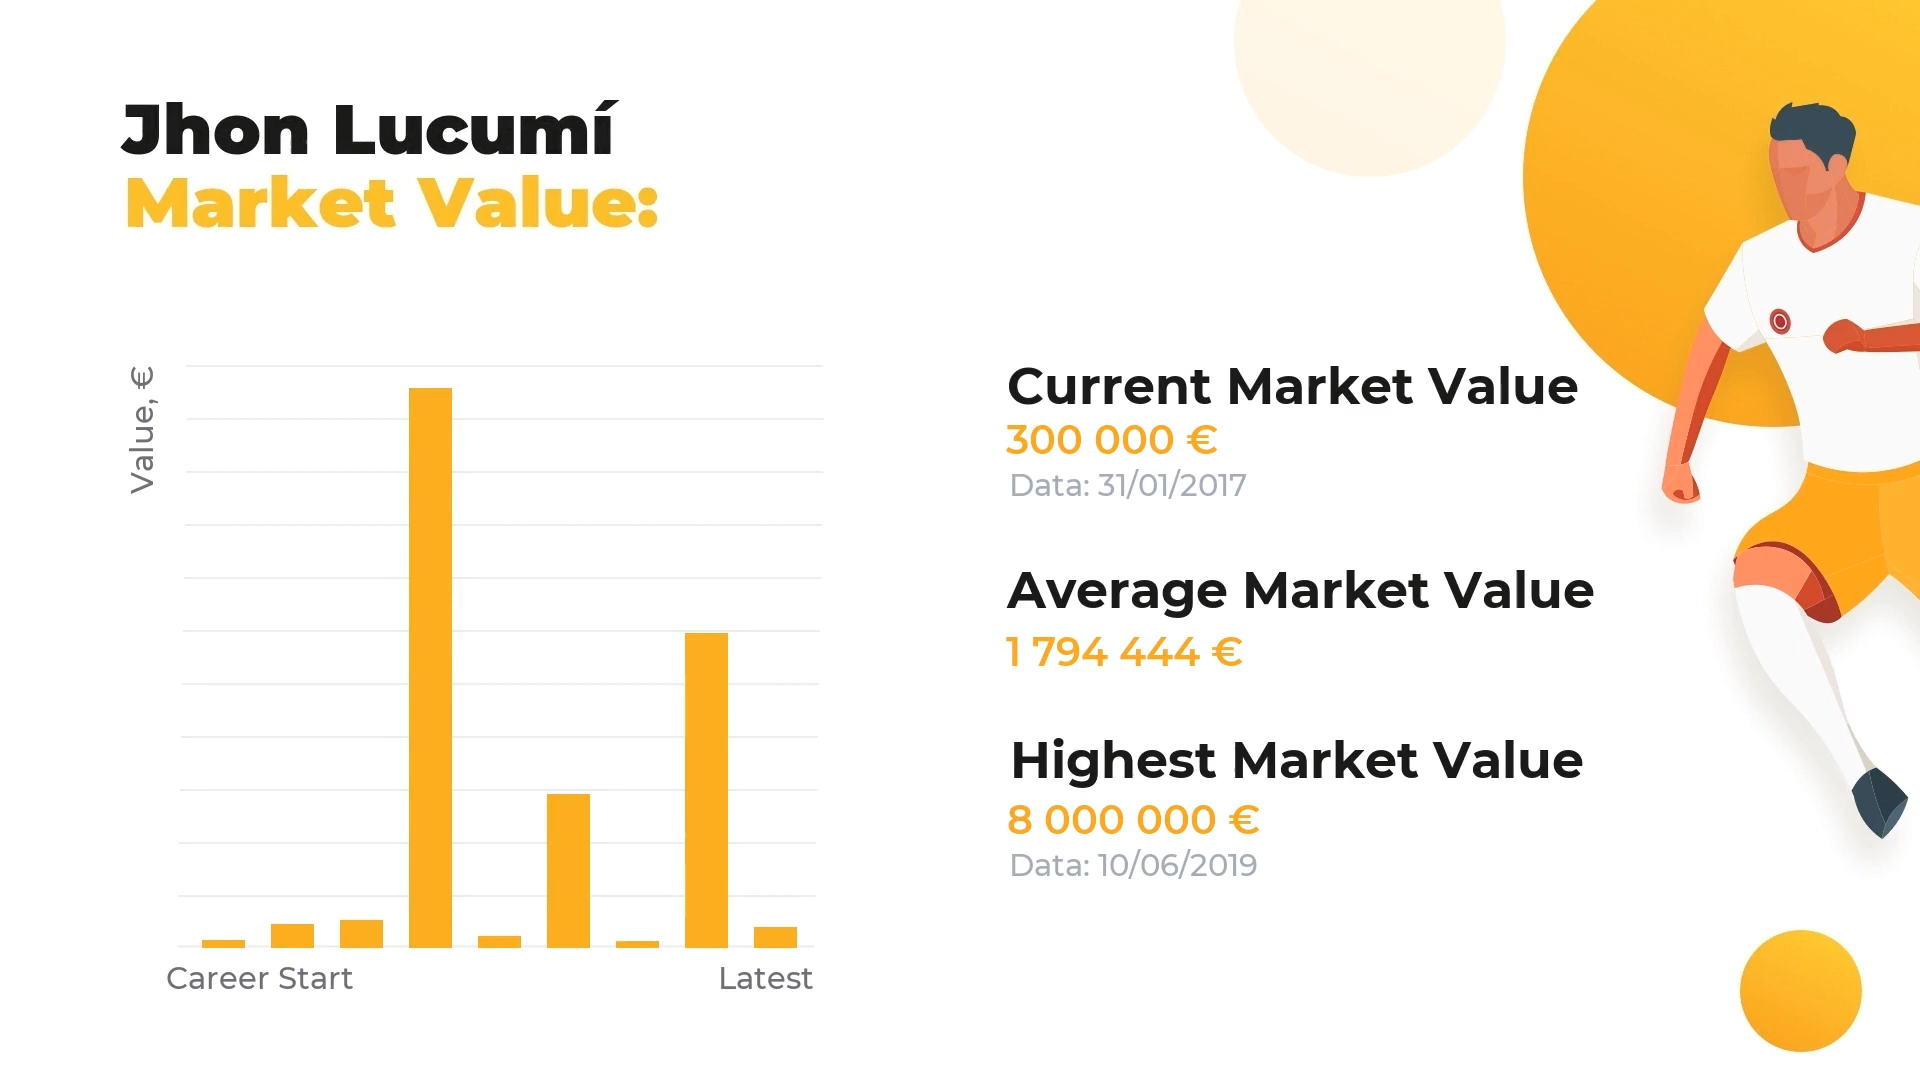 Jhon Lucumí
Market Value:
Value, €
Career Start
Latest
Current Market Value
300 000 €
Data: 31/01/2017
Average Market Value
1 794 444 €
Highest Market Value
8 000 000 €
Data: 10/06/2019